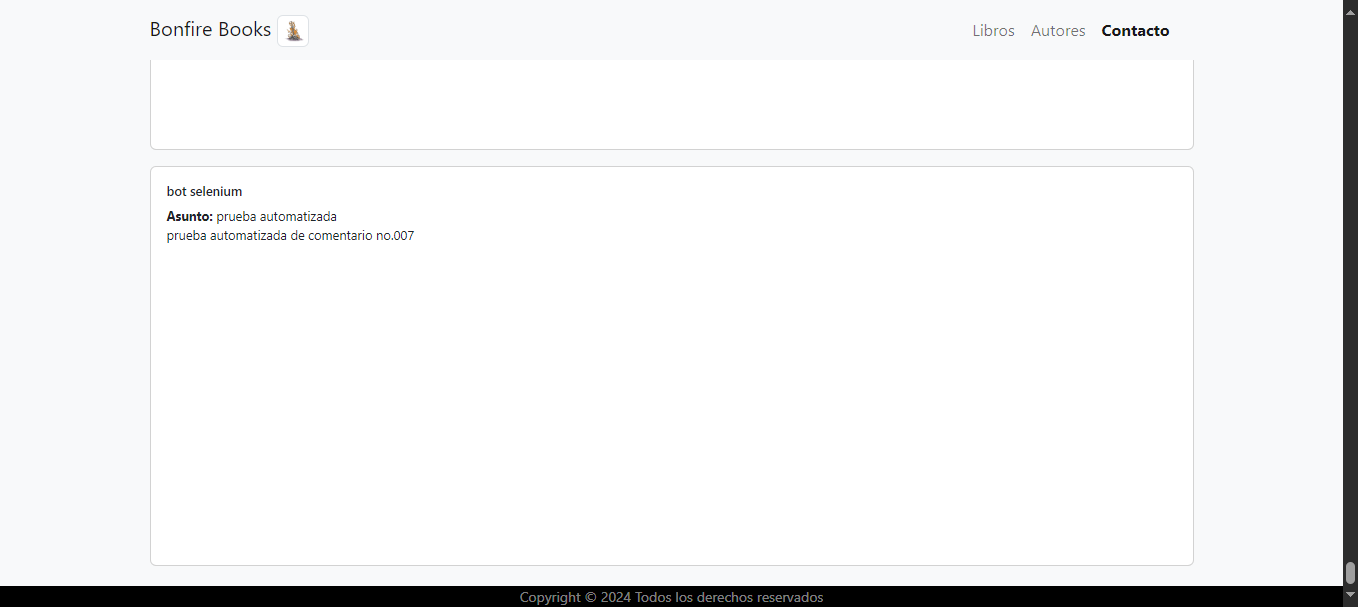 Bonfire Books
Libros Autores Contacto
bot selenium
Asunto: prueba automatizada
prueba automatizada de comentario no.007
Copyright © 2024 Todos los derechos reservados